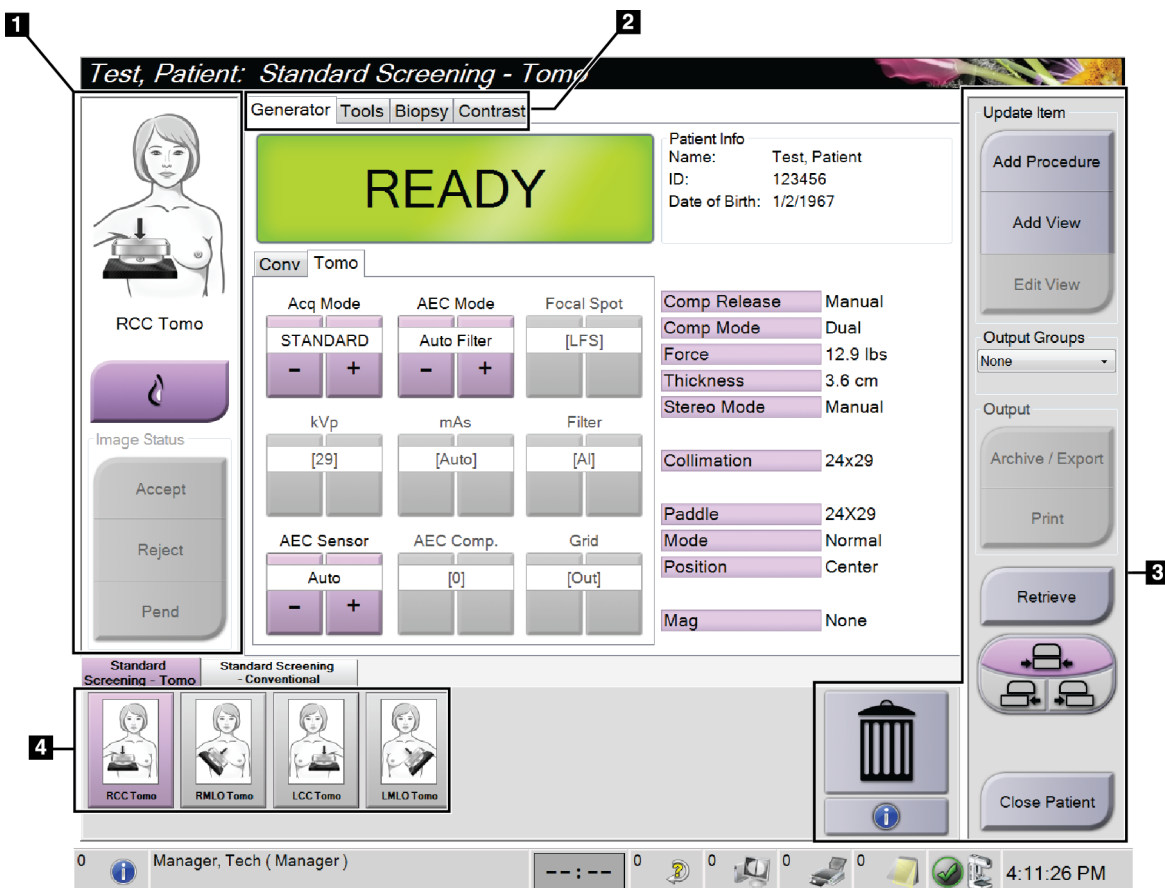 1
2
Test, Patient: Standard Screening - Tomo
Generator Tools Biopsy Contrast
READY
Patient Info
Name: Test, Patient
ID: 123456
Date of Birth: 1/2/1967
RCC Tomo
Image Status
Accept
Reject
Pend
Conv Tomo
Acq Mode AEC Mode Focal Spot
STANDARD Auto Filter [LFS]
- + - +
kVp mAs Filter
[29] [Auto] [Al]
AEC Sensor AEC Comp. Grid
Auto [0] [Out]
- +
Comp Release Manual
Comp Mode Dual
Force 12.9 lbs
Thickness 3.6 cm
Stereo Mode Manual
Collimation 24x29
Paddle 24X29
Mode Normal
Position Center
Mag None
Update Item
Add Procedure
Add View
Edit View
Output Groups
None
Output
Archive / Export
Print
Retrieve
Close Patient
3
Standard
Screening - Tomo
Standard Screening
- Conventional
4
RCC Tomo RMLO Tomo LCC Tomo LMLO Tomo
i
0 i Manager, Tech ( Manager ) --:-- 0 ? 0 0 0 4:11:26 PM